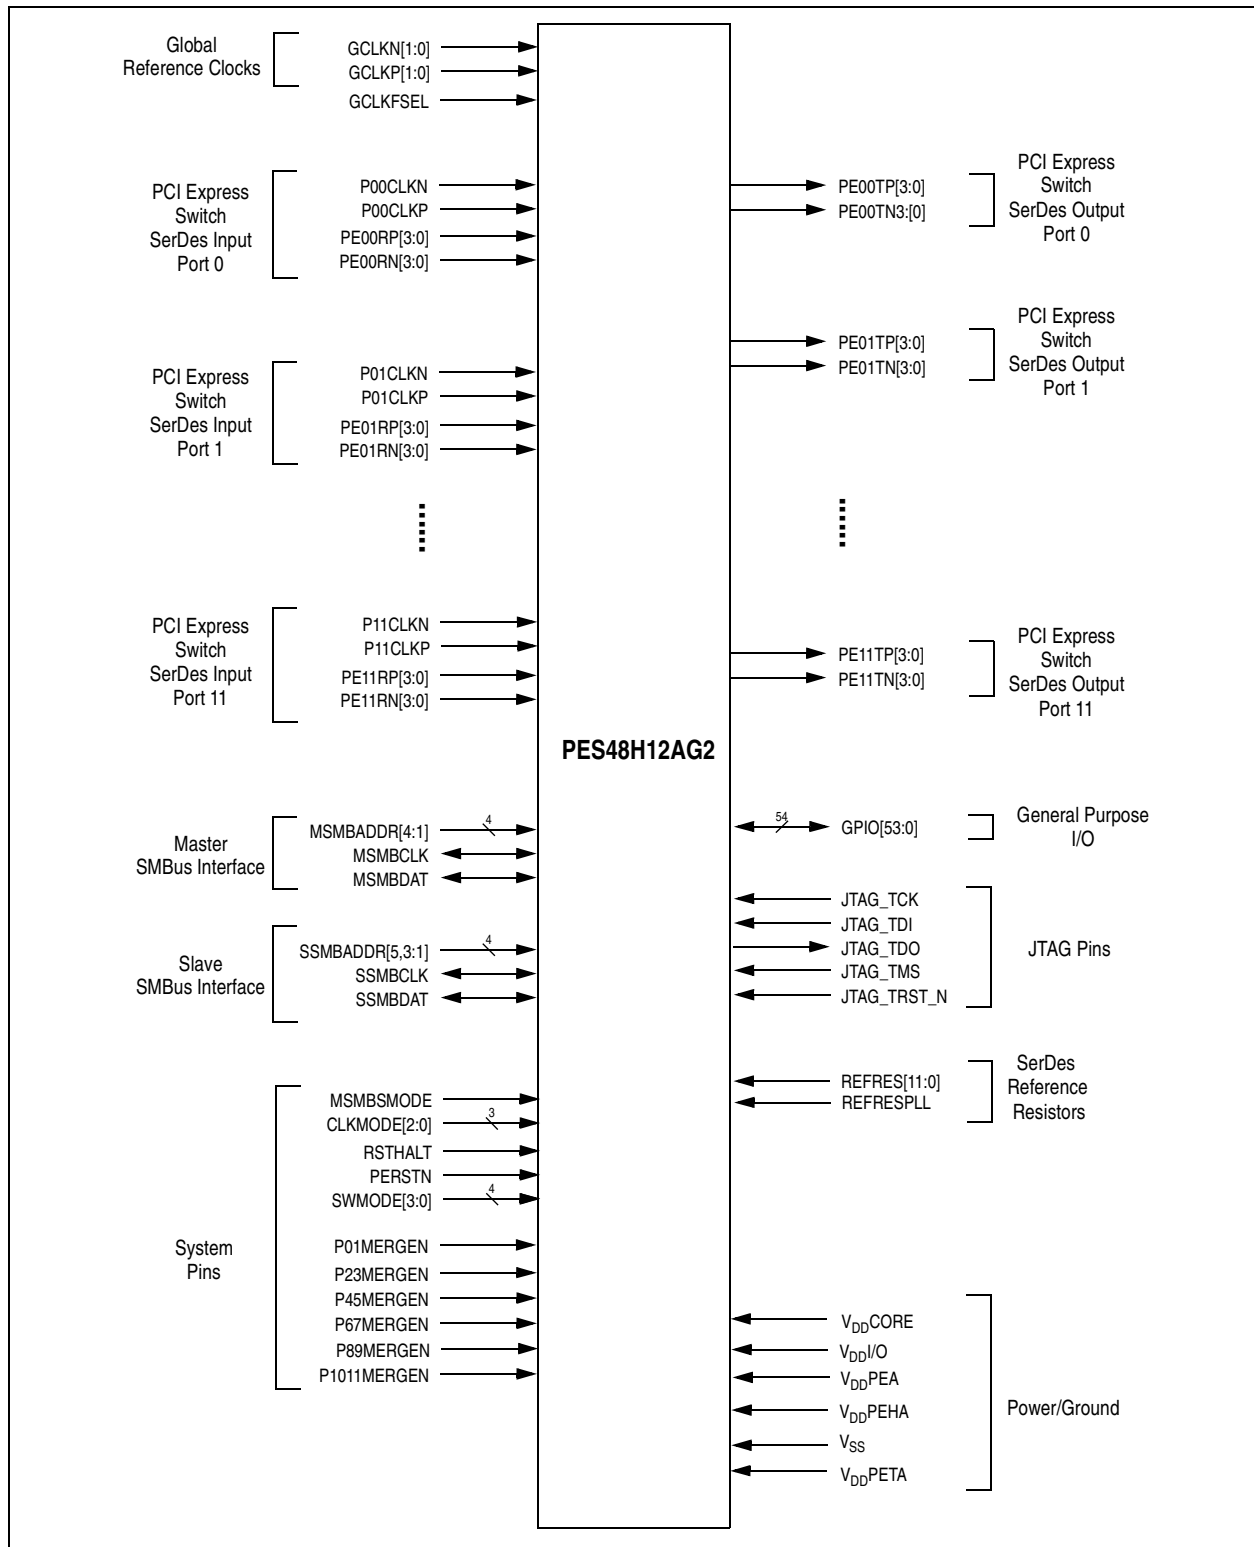 Global
Reference Clocks
GCLKN[1:0]
GCLKP[1:0]
GCLKFSEL
PCI Express
Switch
SerDes Input
Port 0
P00CLKN
P00CLKP
PE00RP[3:0]
PE00RN[3:0]
PE00TP[3:0]
PE00TN3:[0]
PCI Express
Switch
SerDes Output
Port 0
PCI Express
Switch
SerDes Input
Port 1
P01CLKN
P01CLKP
PE01RP[3:0]
PE01RN[3:0]
PE01TP[3:0]
PE01TN[3:0]
PCI Express
Switch
SerDes Output
Port 1
PCI Express
Switch
SerDes Input
Port 11
P11CLKN
P11CLKP
PE11RP[3:0]
PE11RN[3:0]
PE11TP[3:0]
PE11TN[3:0]
PCI Express
Switch
SerDes Output
Port 11
PES48H12AG2
Master
SMBus Interface
MSMBADDR[4:1]
4
MSMBCLK
MSMBDAT
54
GPIO[53:0]
General Purpose
I/O
Slave
SMBus Interface
SSMBADDR[5,3:1]
4
SSMBCLK
SSMBDAT
JTAG_TCK
JTAG_TDI
JTAG_TDO
JTAG_TMS
JTAG_TRST_N
JTAG Pins
REFRES[11:0]
REFRESPLL
SerDes
Reference
Resistors
System
Pins
MSMBSMODE
CLKMODE[2:0]
3
RSTHALT
PERSTN
SWMODE[3:0]
4
P01MERGEN
P23MERGEN
P45MERGEN
P67MERGEN
P89MERGEN
P1011MERGEN
VDDCORE
VDDI/O
VDDPEA
VDDPEHA
VSS
VDDPETA
Power/Ground